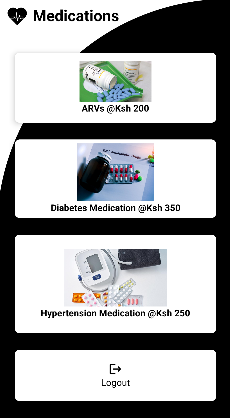 Medications
ARVs @Ksh 200
Diabetes Medication @Ksh 350
Hypertension Medication @Ksh 250
Logout